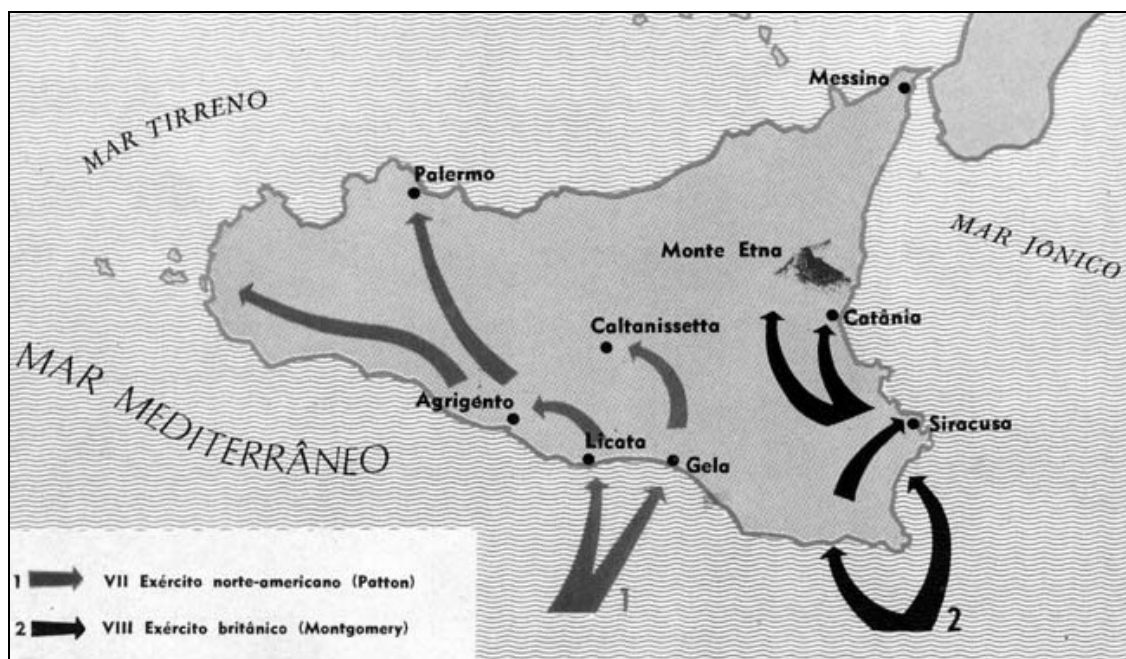 Messina
MAR TIRRENO
Palermo
MAR JÔNICO
Monte Etna
Catânia
Caltanissetta
MAR MEDITERRÂNEO
Agrigento
Siracusa
Licata
Gela
1 VII Exército norte-americano (Patton)
1
2 VIII Exército britânico (Montgomery)
2